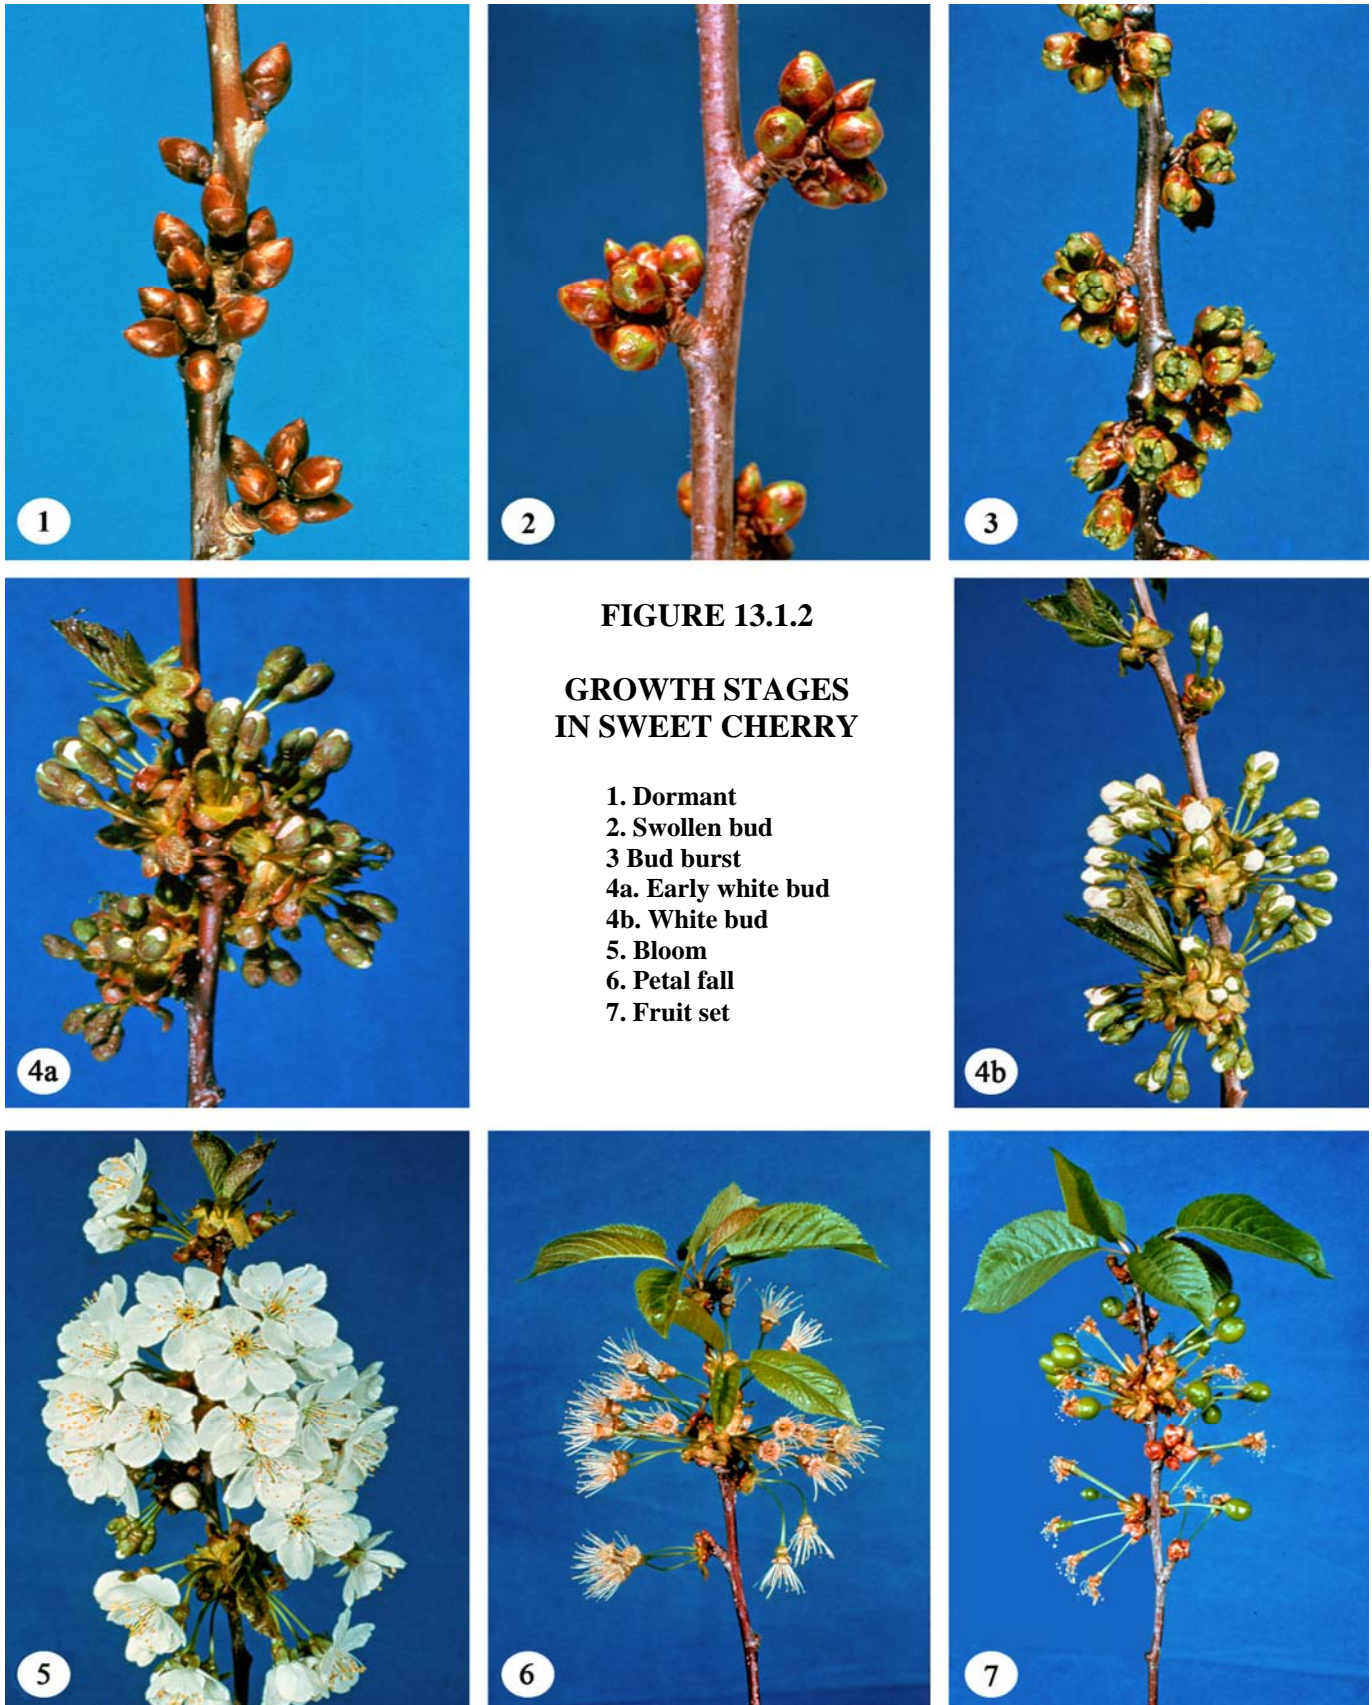 1
2
3
FIGURE 13.1.2
GROWTH STAGES
IN SWEET CHERRY
1. Dormant
2. Swollen bud
3 Bud burst
4a. Early white bud
4b. White bud
5. Bloom
6. Petal fall
7. Fruit set
4a
4b
5
6
7